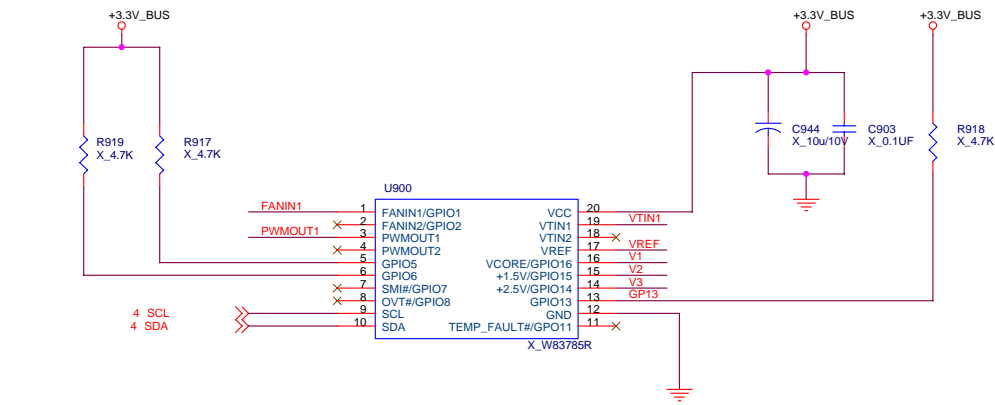 +3.3V_BUS
+3.3V_BUS
+3.3V_BUS
R919
X_4.7K
R917
X_4.7K
C944
X_10u/10V
C903
X_0.1UF
R918
X_4.7K
U900
FANIN1 1 FANIN1/GPIO1
2 FANIN2/GPIO2
PWMOUT1 3 PWMOUT1
4 PWMOUT2
5 GPIO5
6 GPIO6
7 SMI#/GPIO7
8 OVT#/GPIO8
4 SCL 9 SCL
4 SDA 10 SDA
VCC 20
VTIN1 19 VTIN1
VTIN2 18
VREF 17 VREF
VCORE/GPIO16 16 V1
+1.5V/GPIO15 15 V2
+2.5V/GPIO14 14 V3
GPIO13 13 GP13
GND 12
TEMP_FAULT#/GPO11 11
X_W83785R